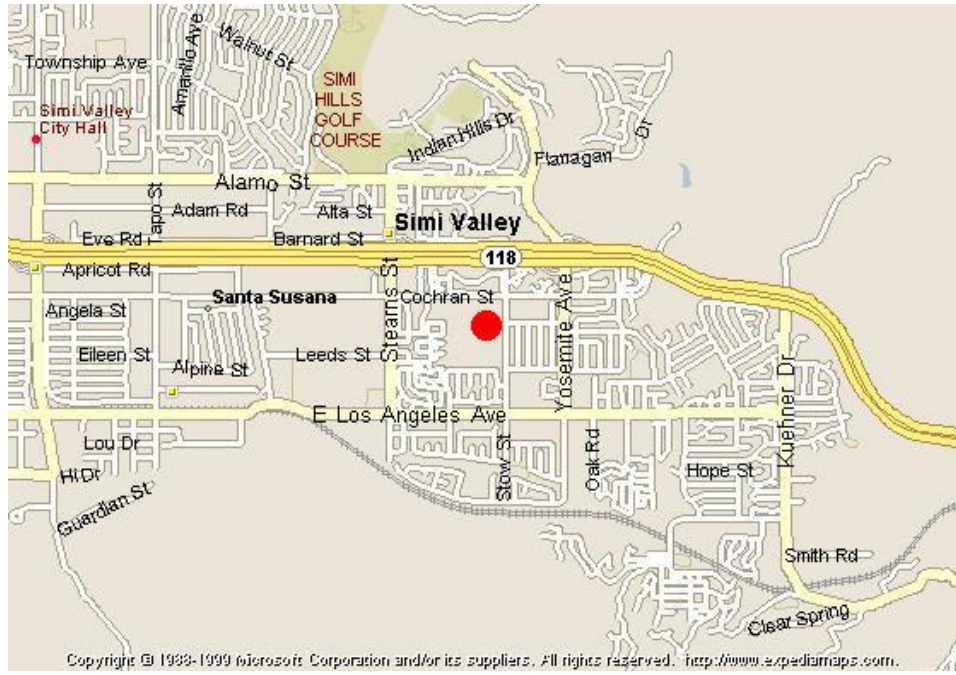 Walnut St
Amarillo Ave
Township Ave
SIMI
HILLS
GOLF
COURSE
Simi Valley
City Hall
Indian Hills Dr
Flanagan
Dr
Alamo St
Tapo St
Adam Rd
Alta St
Simi Valley
Eve Rd
Barnard St
118
Apricot Rd
Stearns St
Santa Susana
Cochran St
Yosemite Ave
Angela St
Eileen St
Alpine St
Leeds St
Kuehner Dr
E Los Angeles Ave
Lou Dr
Stow St
Oak Rd
Hope St
Hi Dr
Guardian St
Smith Rd
Clear Spring
Copyright © 1988-1999 Microsoft Corporation and/or its suppliers. All rights reserved. http://www.expediamaps.com.